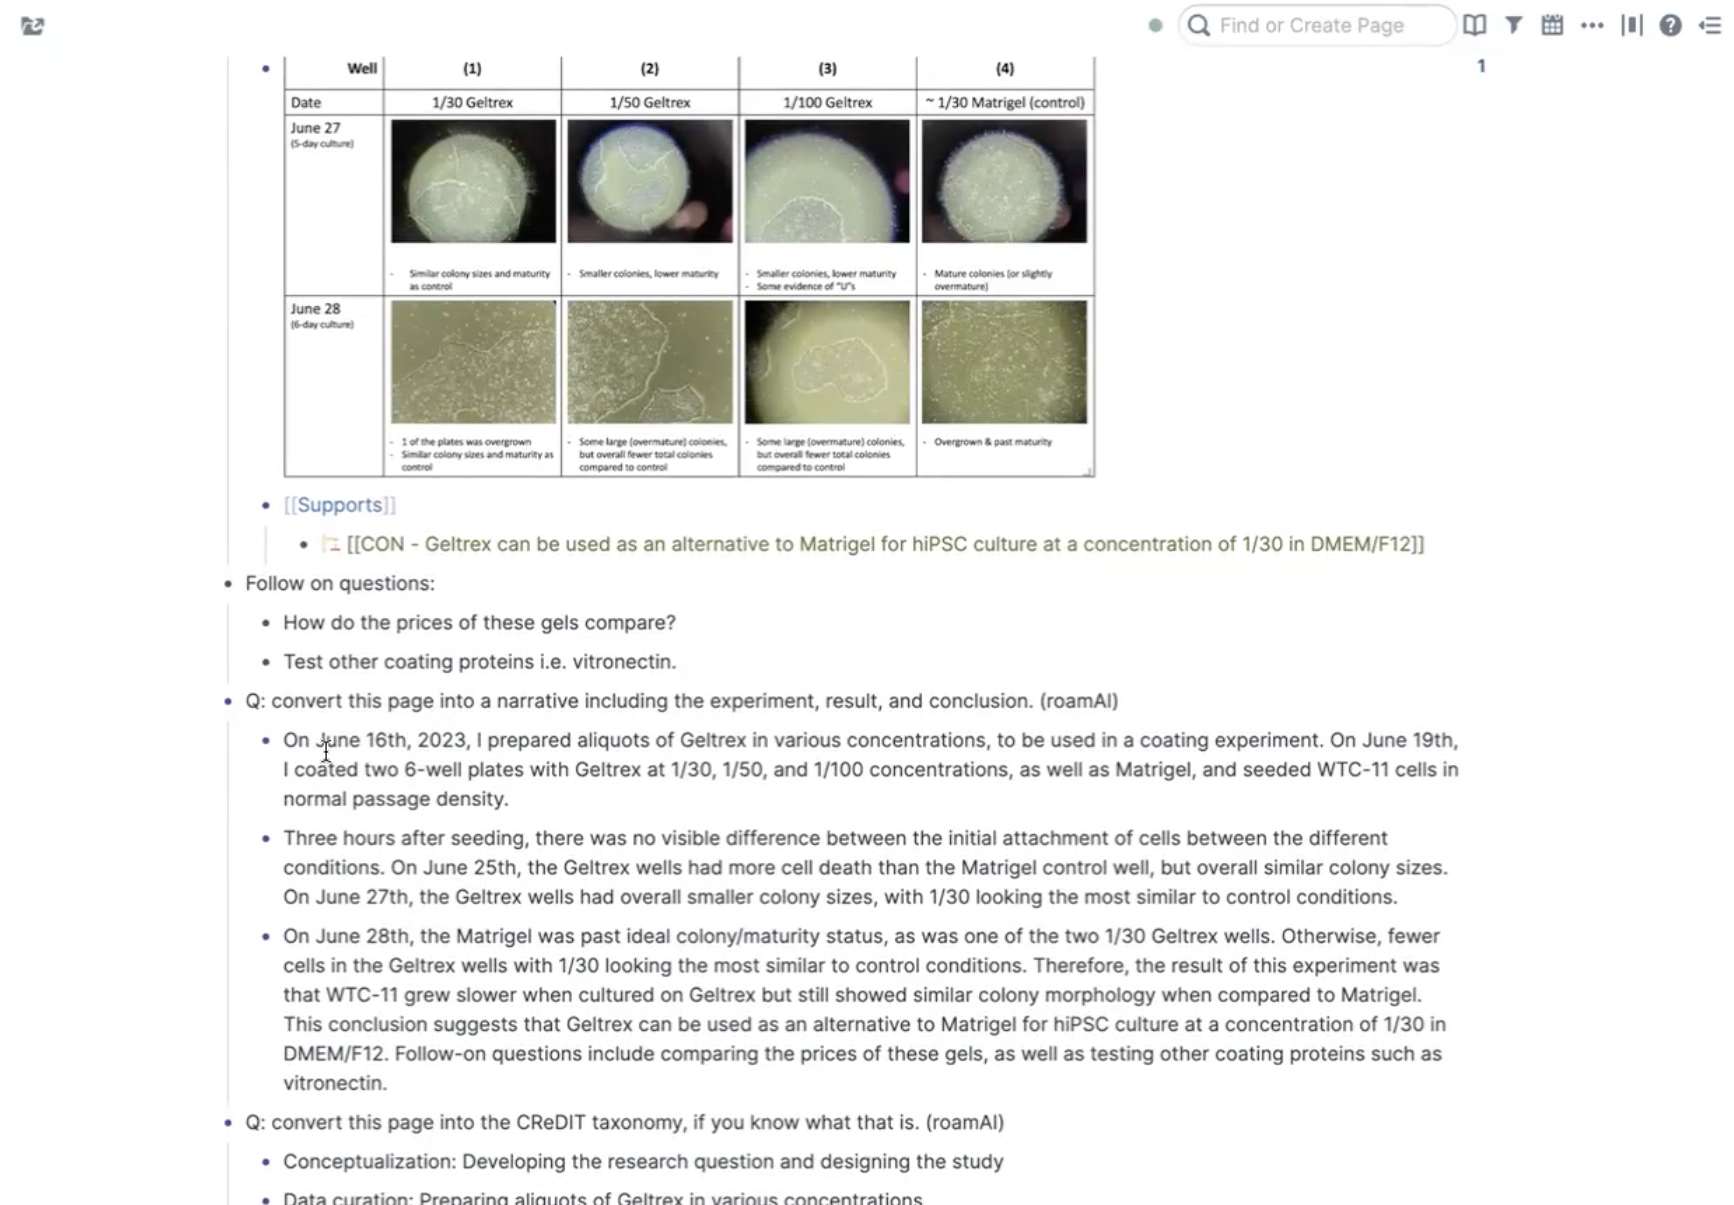 Find or Create Page
1
Well (1) (2) (3) (4)
Date 1/30 Geltrex 1/50 Geltrex 1/100 Geltrex ~ 1/30 Matrigel (control)
June 27
(5-day culture)
- Similar colony sizes and maturity
as control
- Smaller colonies, lower maturity
- Smaller colonies, lower maturity
- Some evidence of "U"s
- Mature colonies (or slightly
overmature)
June 28
(6-day culture)
- 1 of the plates was overgrown
- Similar colony sizes and maturity as
control
- Some large (overmature) colonies,
but overall fewer total colonies
compared to control
- Some large (overmature) colonies,
but overall fewer total colonies
compared to control
- Overgrown & past maturity
[[Supports]]
[[CON - Geltrex can be used as an alternative to Matrigel for hiPSC culture at a concentration of 1/30 in DMEM/F12]]
Follow on questions:
How do the prices of these gels compare?
Test other coating proteins i.e. vitronectin.
Q: convert this page into a narrative including the experiment, result, and conclusion. (roamAI)
On June 16th, 2023, I prepared aliquots of Geltrex in various concentrations, to be used in a coating experiment. On June 19th,
I coated two 6-well plates with Geltrex at 1/30, 1/50, and 1/100 concentrations, as well as Matrigel, and seeded WTC-11 cells in
normal passage density.
Three hours after seeding, there was no visible difference between the initial attachment of cells between the different
conditions. On June 25th, the Geltrex wells had more cell death than the Matrigel control well, but overall similar colony sizes.
On June 27th, the Geltrex wells had overall smaller colony sizes, with 1/30 looking the most similar to control conditions.
On June 28th, the Matrigel was past ideal colony/maturity status, as was one of the two 1/30 Geltrex wells. Otherwise, fewer
cells in the Geltrex wells with 1/30 looking the most similar to control conditions. Therefore, the result of this experiment was
that WTC-11 grew slower when cultured on Geltrex but still showed similar colony morphology when compared to Matrigel.
This conclusion suggests that Geltrex can be used as an alternative to Matrigel for hiPSC culture at a concentration of 1/30 in
DMEM/F12. Follow-on questions include comparing the prices of these gels, as well as testing other coating proteins such as
vitronectin.
Q: convert this page into the CReDIT taxonomy, if you know what that is. (roamAI)
Conceptualization: Developing the research question and designing the study
Data curation: Preparing aliquots of Geltrex in various concentrations